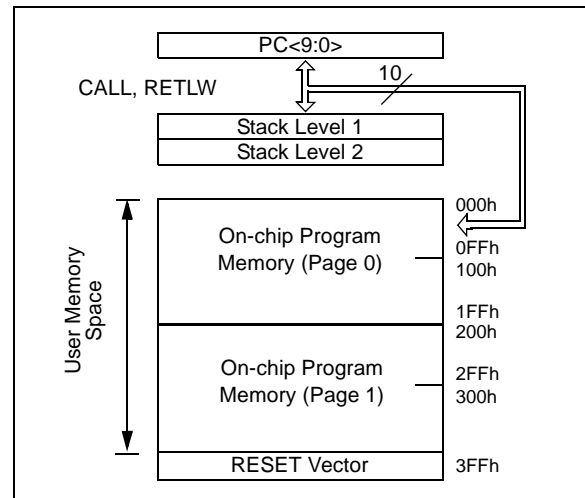 PC<9:0>
CALL, RETLW
10
Stack Level 1
Stack Level 2
User Memory
Space
000h
On-chip Program
Memory (Page 0)
0FFh
100h
1FFh
200h
On-chip Program
Memory (Page 1)
2FFh
300h
RESET Vector
3FFh